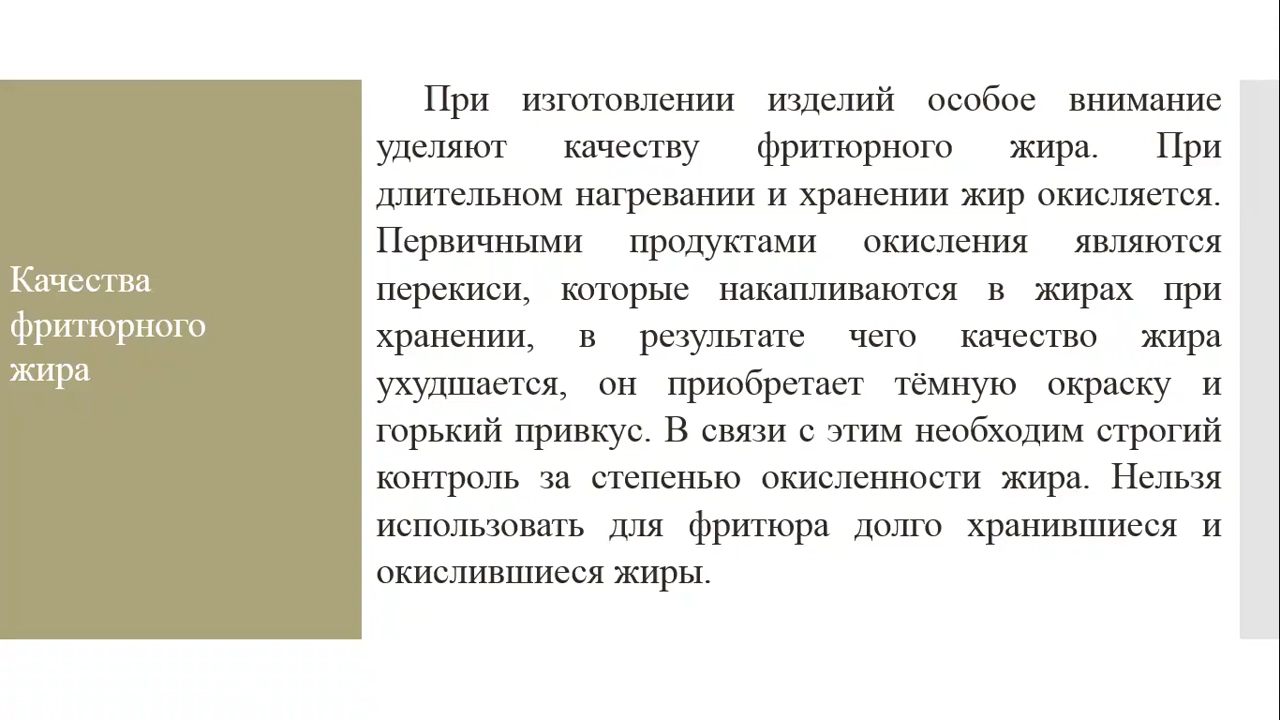 Качества
фритюрного
жира
При изготовлении изделий особое внимание
уделяют качеству фритюрного жира. При
длительном нагревании и хранении жир окисляется.
Первичными продуктами окисления являются
перекиси, которые накапливаются в жирах при
хранении, в результате чего качество жира
ухудшается, он приобретает тёмную окраску и
горький привкус. В связи с этим необходим строгий
контроль за степенью окисленности жира. Нельзя
использовать для фритюра долго хранившиеся и
окислившиеся жиры.